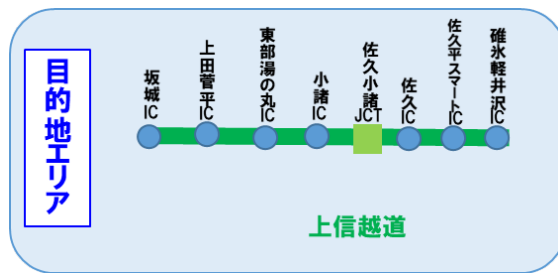 目的地エリア
坂城IC
上田菅平IC
東部湯の丸IC
小諸IC
佐久小諸JCT
佐久IC
佐久平スマートIC
碓氷軽井沢IC
上信越道